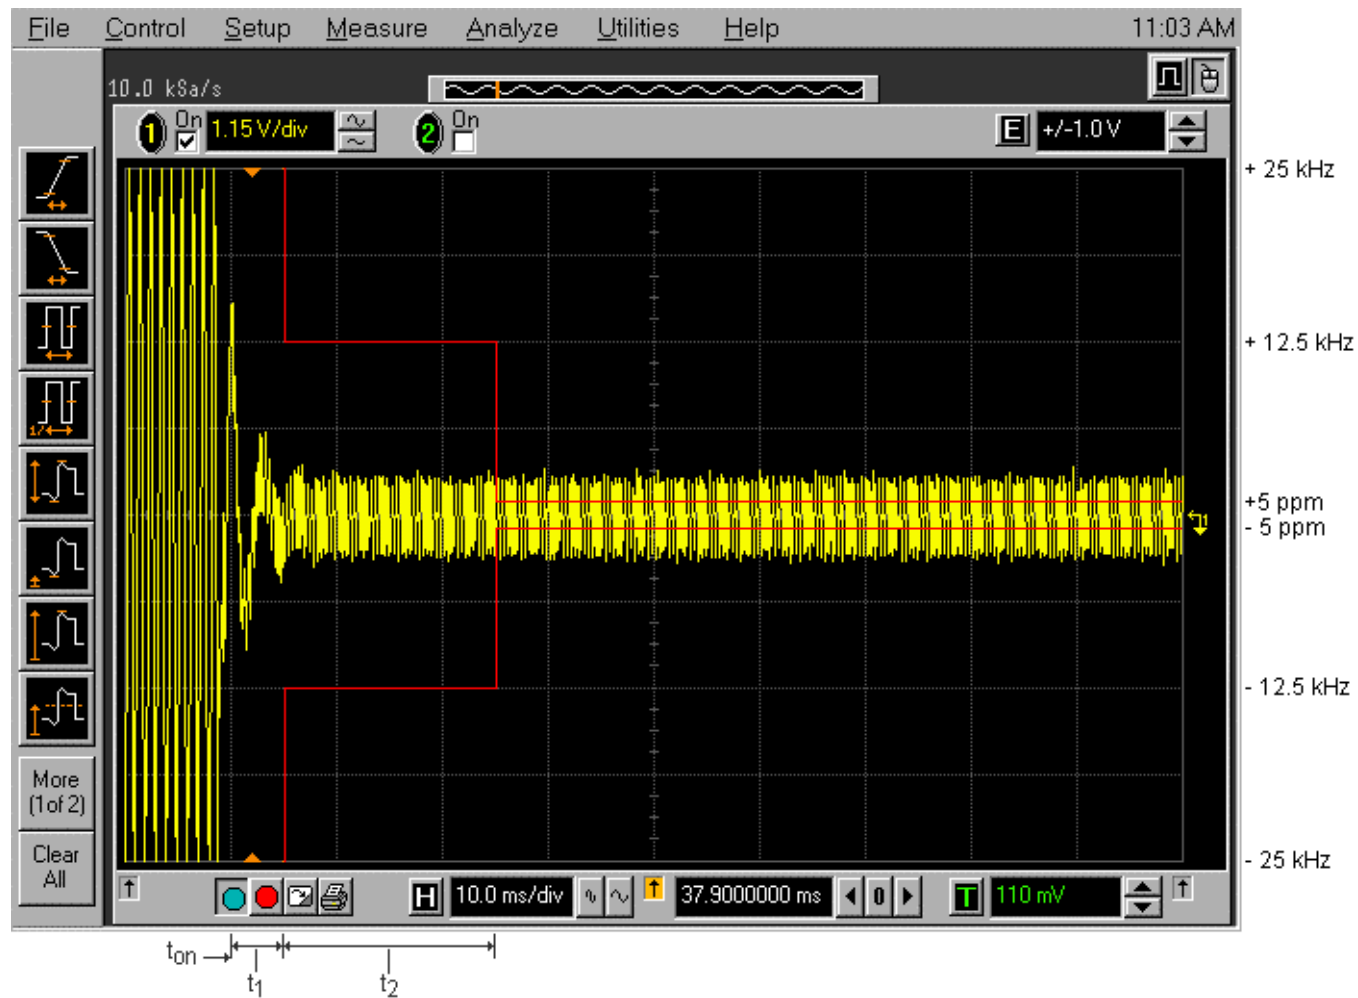 File Control Setup Measure Analyze Utilities Help 11:03 AM
10.0 kSa/s
1 On 1.15 V/div 2 On E +/-1.0 V
+ 25 kHz
+ 12.5 kHz
1/
+5 ppm
- 5 ppm
- 12.5 kHz
More
(1of 2)
Clear
All
- 25 kHz
H 10.0 ms/div 37.9000000 ms 0 T 110 mV
ton
t1
t2